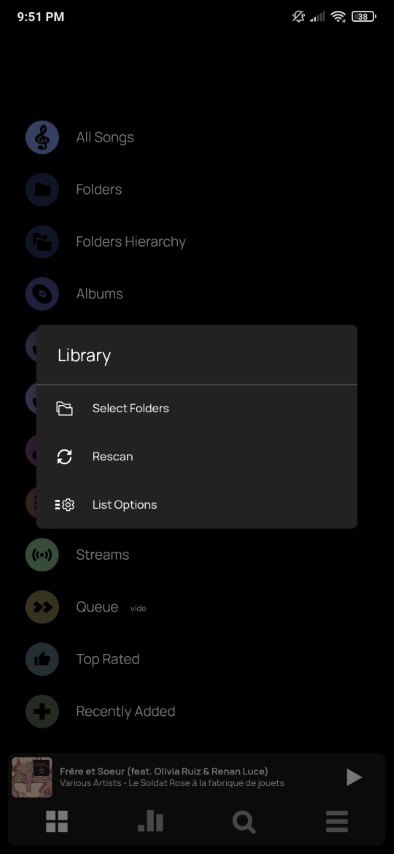 9:51 PM
38
All Songs
Folders
Folders Hierarchy
Albums
Library
Select Folders
Rescan
List Options
Streams
Queue vide
Top Rated
Recently Added
Frère et Soeur (feat. Olivia Ruiz & Renan Luce)
Various Artists - Le Soldat Rose à la fabrique de jouets